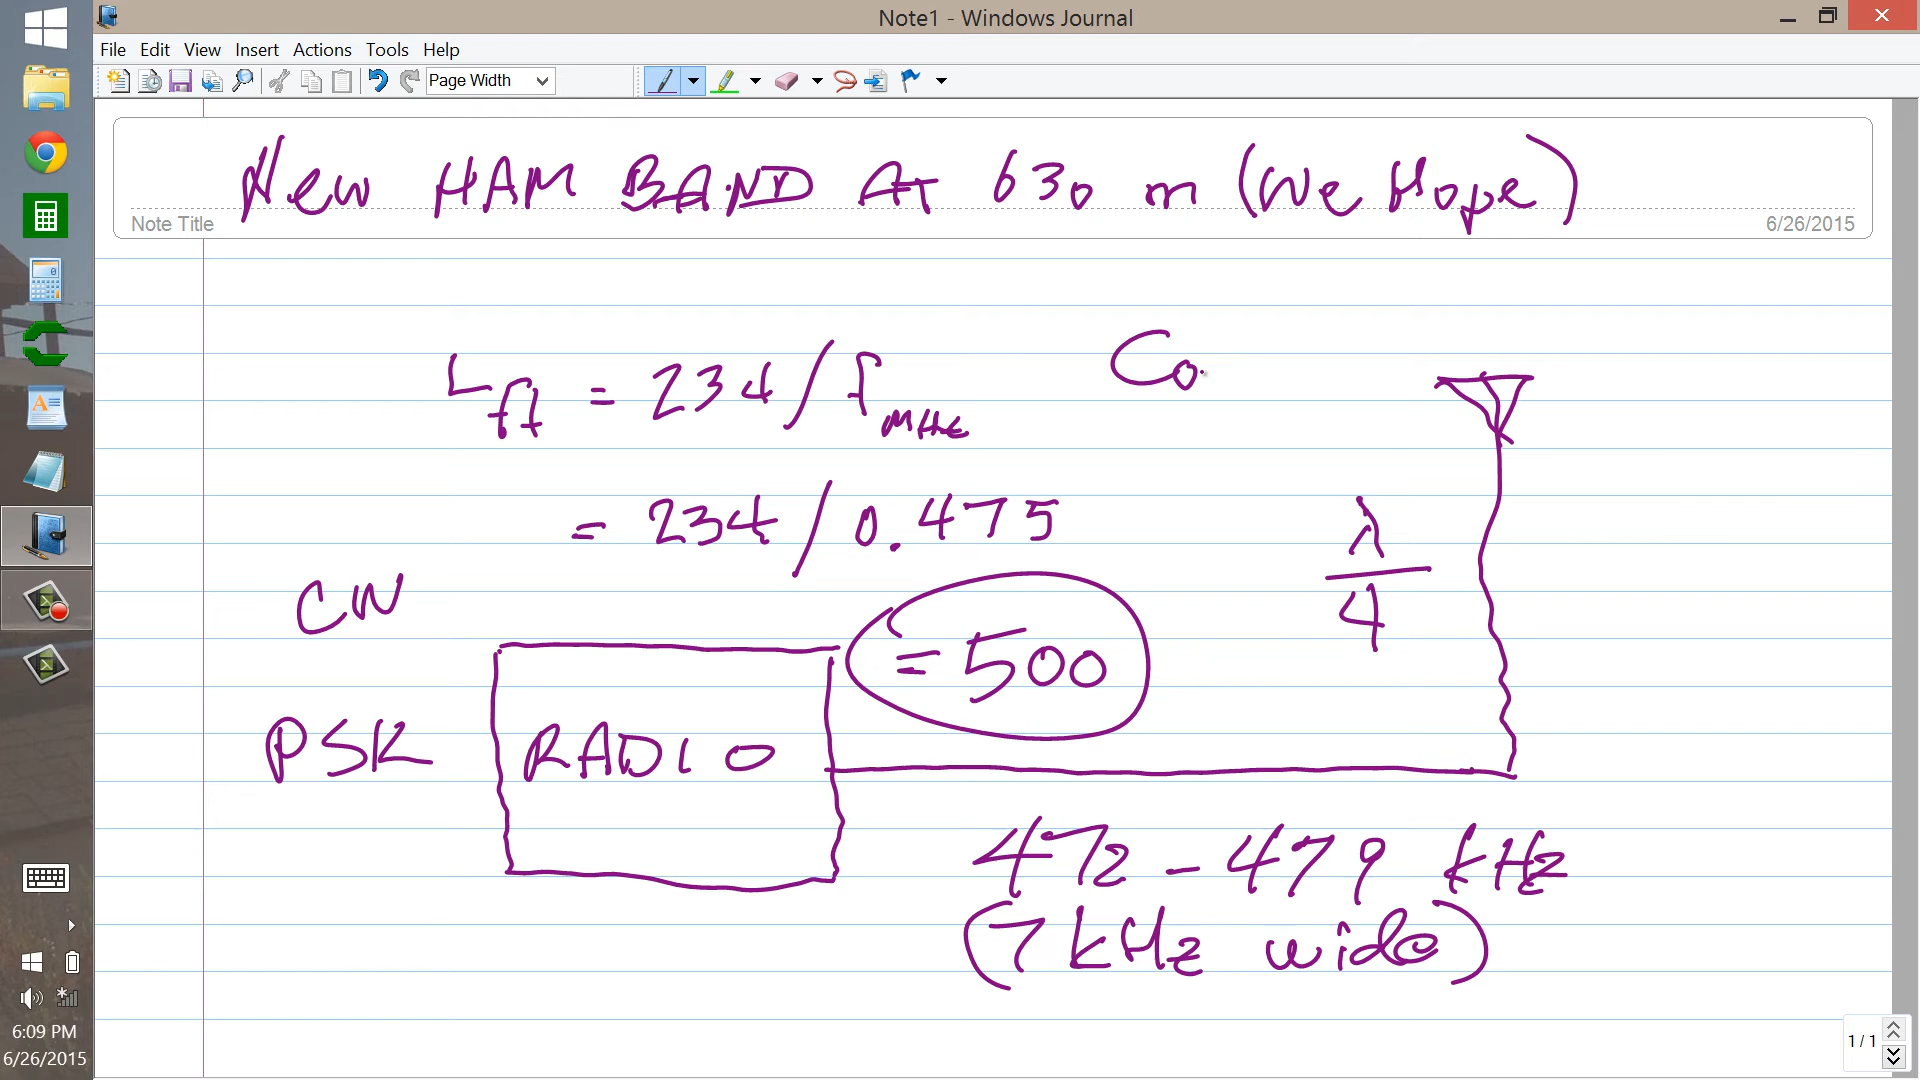 Note1 - Windows Journal
File Edit View Insert Actions Tools Help
Page Width
New HAM BAND AT 630 m (We Hope)
Note Title
6/26/2015
L ft = 234 / f MHz
Co
= 234 / 0.475
λ
4
CW
= 500
PSK
RADIO
472 - 479 kHz
(7 kHz wide)
6:09 PM
6/26/2015
1 / 1